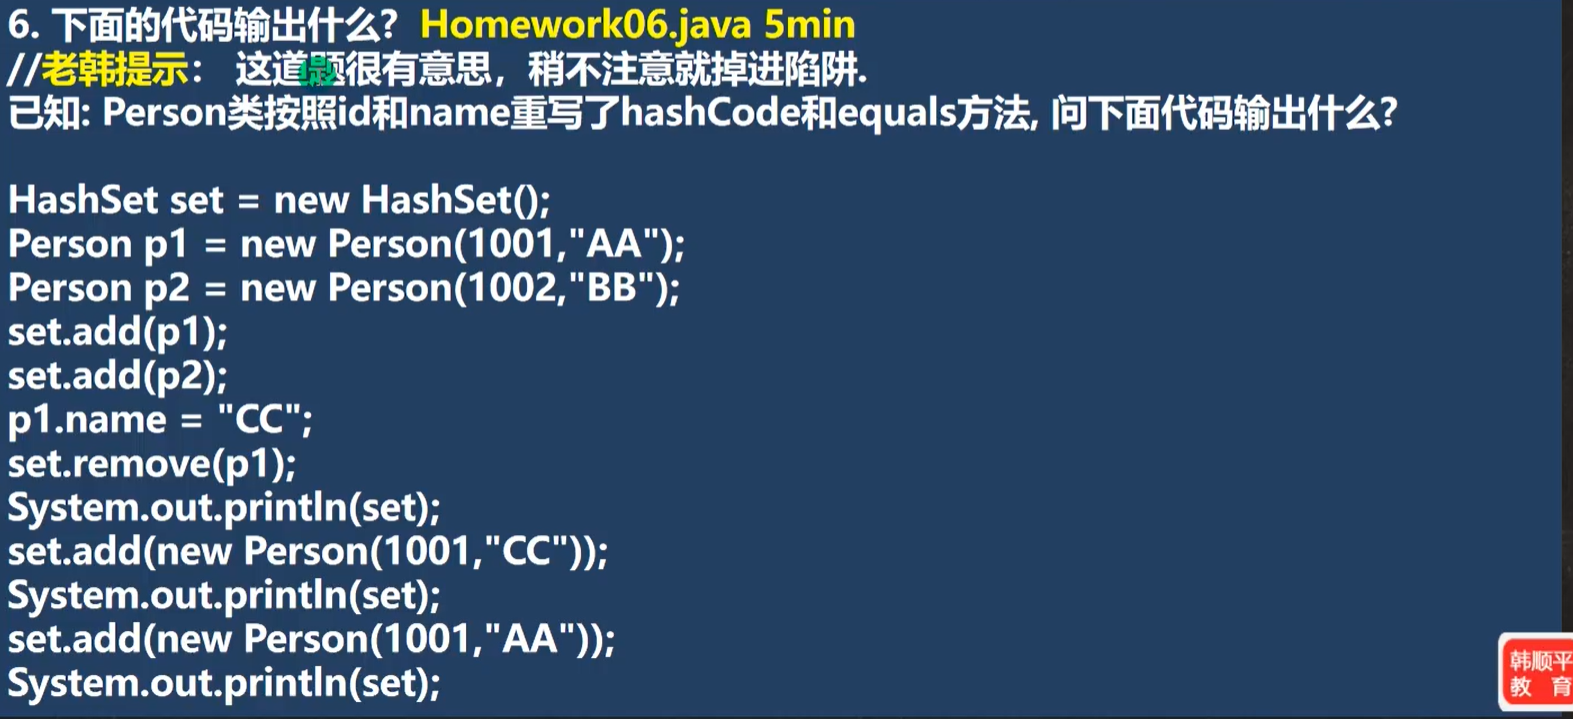 6. 下面的代码输出什么? Homework06.java 5min
//老韩提示： 这道题很有意思，稍不注意就掉进陷阱.
已知: Person类按照id和name重写了hashCode和equals方法, 问下面代码输出什么?
HashSet set = new HashSet();
Person p1 = new Person(1001,"AA");
Person p2 = new Person(1002,"BB");
set.add(p1);
set.add(p2);
p1.name = "CC";
set.remove(p1);
System.out.println(set);
set.add(new Person(1001,"CC"));
System.out.println(set);
set.add(new Person(1001,"AA"));
System.out.println(set);
韩顺平
教 育